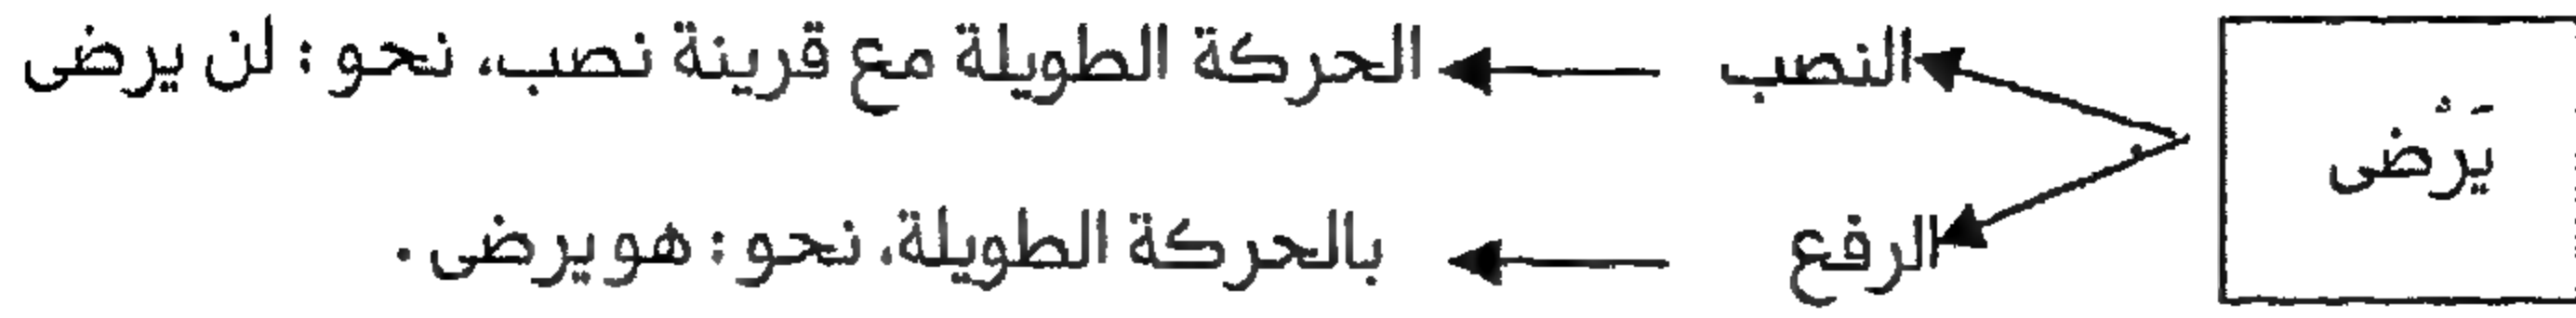 يَرْضى
النصب الحركة الطويلة مع قرينة نصب، نحو : لن يرضى
الرفع بالحركة الطويلة، نحو : هو يرضى .